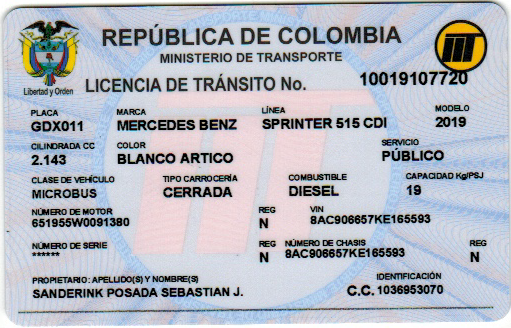 REPÚBLICA DE COLOMBIA
MINISTERIO DE TRANSPORTE
Libertad y Orden
LICENCIA DE TRÁNSITO No. 10019107720
PLACA MARCA LÍNEA MODELO
GDX011 MERCEDES BENZ SPRINTER 515 CDI 2019
CILINDRADA CC COLOR SERVICIO
2.143 BLANCO ARTICO PÚBLICO
CLASE DE VEHÍCULO TIPO CARROCERÍA COMBUSTIBLE CAPACIDAD Kg/PSJ
MICROBUS CERRADA DIESEL 19
NÚMERO DE MOTOR REG VIN
651955W0091380 N 8AC906657KE165593
NÚMERO DE SERIE REG NÚMERO DE CHASIS REG
****** N 8AC906657KE165593 N
PROPIETARIO: APELLIDO(S) Y NOMBRE(S) IDENTIFICACIÓN
SANDERINK POSADA SEBASTIAN J. C.C. 1036953070